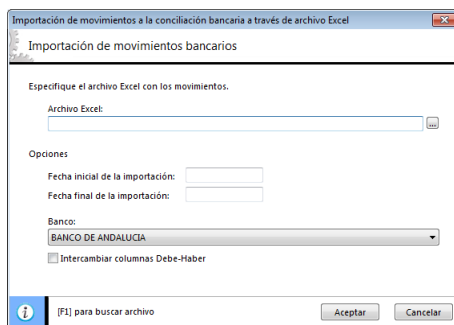 Importación de movimientos a la conciliación bancaria a través de archivo Excel
Importación de movimientos bancarios
Especifique el archivo Excel con los movimientos.
Archivo Excel:
...
Opciones
Fecha inicial de la importación:
Fecha final de la importación:
Banco:
BANCO DE ANDALUCIA
Intercambiar columnas Debe-Haber
[F1] para buscar archivo
Aceptar
Cancelar